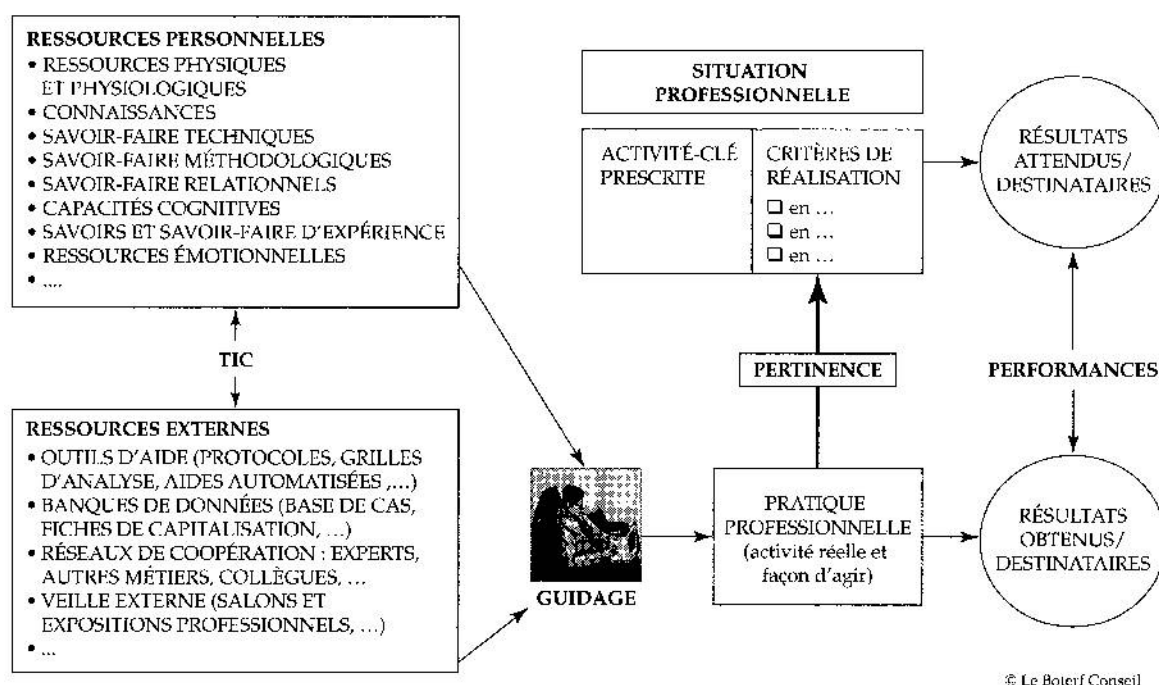 RESSOURCES PERSONNELLES
• RESSOURCES PHYSIQUES
ET PHYSIOLOGIQUES
• CONNAISSANCES
• SAVOIR-FAIRE TECHNIQUES
• SAVOIR-FAIRE MÉTHODOLOGIQUES
• SAVOIR-FAIRE RELATIONNELS
• CAPACITÉS COGNITIVES
• SAVOIRS ET SAVOIR-FAIRE D'EXPÉRIENCE
• RESSOURCES ÉMOTIONNELLES
• ....
TIC
RESSOURCES EXTERNES
• OUTILS D'AIDE (PROTOCOLES, GRILLES
D'ANALYSE, AIDES AUTOMATISÉES ,...)
• BANQUES DE DONNÉES (BASE DE CAS,
FICHES DE CAPITALISATION, ...)
• RÉSEAUX DE COOPÉRATION : EXPERTS,
AUTRES MÉTIERS, COLLÈGUES, ...
• VEILLE EXTERNE (SALONS ET
EXPOSITIONS PROFESSIONNELS, ...)
• ...
GUIDAGE
SITUATION
PROFESSIONNELLE
ACTIVITÉ-CLÉ
PRESCRITE
CRITÈRES DE
RÉALISATION
❑ en ...
❑ en ...
❑ en ...
PERTINENCE
PRATIQUE
PROFESSIONNELLE
(activité réelle et
façon d'agir)
RÉSULTATS
ATTENDUS/
DESTINATAIRES
PERFORMANCES
RÉSULTATS
OBTENUS/
DESTINATAIRES
© Le Boterf Conseil